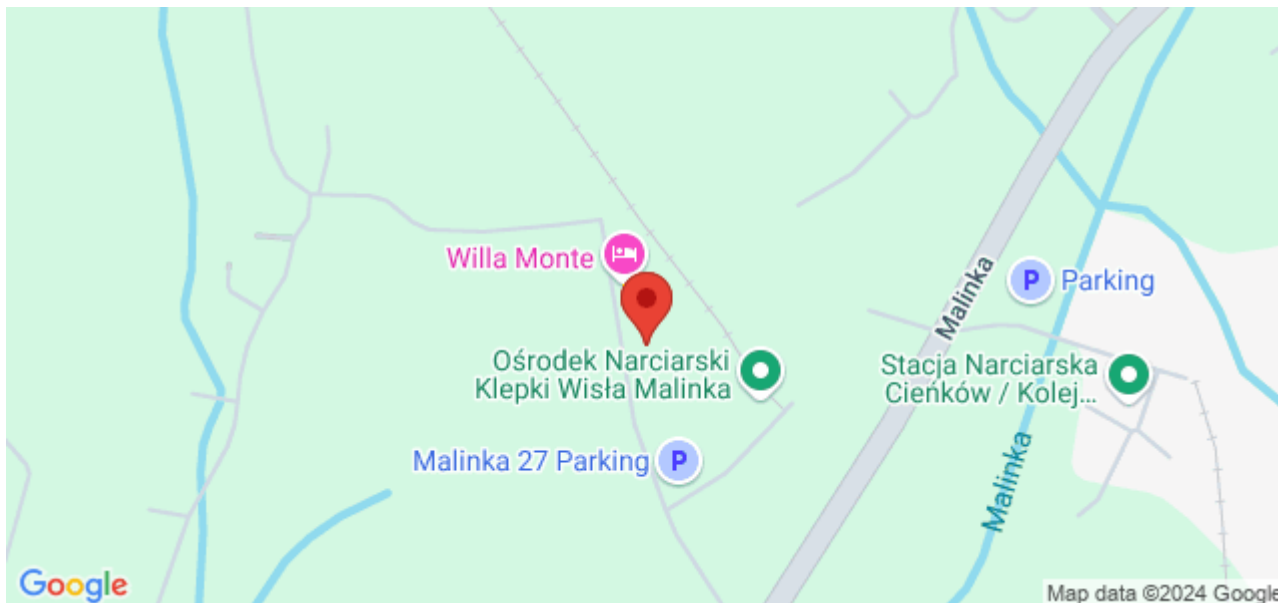 Malinka
Willa Monte
P
Parking
Ośrodek Narciarski
Klepki Wisła Malinka
Stacja Narciarska
Cieńków / Kolej...
Malinka 27 Parking
P
Malinka
Google
Map data ©2024 Google